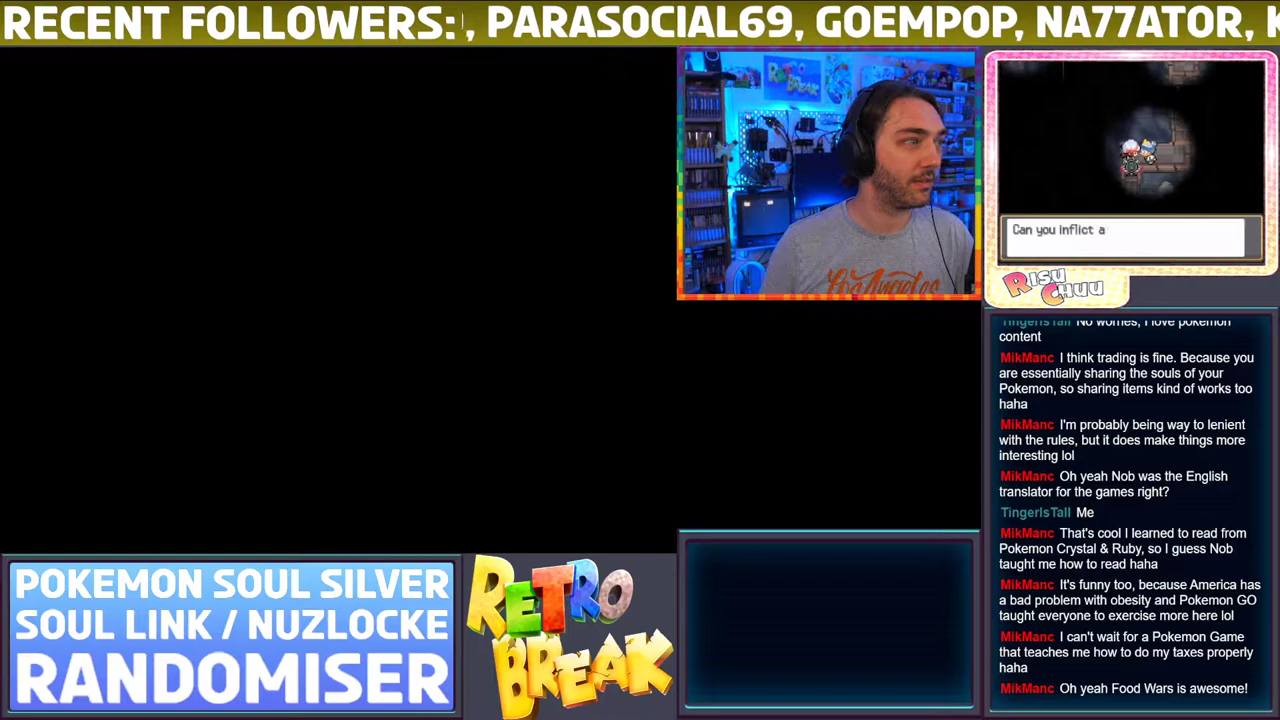 RECENT FOLLOWERS: , PARASOCIAL69, GOEMPOP, NA77ATOR,
RETRO
BREAK
Can you inflict a
RISU
CHUU
TingerIsTall No worries, I love pokemon
content
MikManc I think trading is fine. Because you
are essentially sharing the souls of your
Pokemon, so sharing items kind of works too
haha
MikManc I'm probably being way to lenient
with the rules, but it does make things more
interesting lol
MikManc Oh yeah Nob was the English
translator for the games right?
TingerIsTall Me
MikManc That's cool I learned to read from
Pokemon Crystal & Ruby, so I guess Nob
taught me how to read haha
MikManc It's funny too, because America has
a bad problem with obesity and Pokemon GO
taught everyone to exercise more here lol
MikManc I can't wait for a Pokemon Game
that teaches me how to do my taxes properly
haha
MikManc Oh yeah Food Wars is awesome!
Los Angeles
POKEMON SOUL SILVER
SOUL LINK / NUZLOCKE
RANDOMISER
RETRO
BREAK